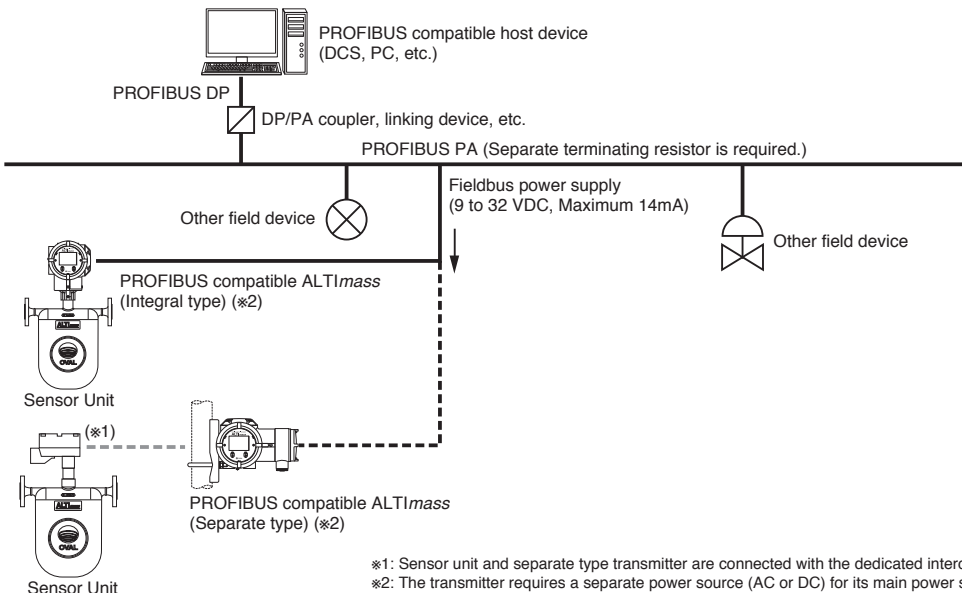 PROFIBUS compatible host device
(DCS, PC, etc.)
PROFIBUS DP
DP/PA coupler, linking device, etc.
PROFIBUS PA (Separate terminating resistor is required.)
Fieldbus power supply
(9 to 32 VDC, Maximum 14mA)
Other field device
Other field device
PROFIBUS compatible ALTImass
(Integral type) (※2)
ALTImass
OVAL
Sensor Unit
(※1)
PROFIBUS compatible ALTImass
(Separate type) (※2)
ALTImass
OVAL
Sensor Unit
※1: Sensor unit and separate type transmitter are connected with the dedicated
※2: The transmitter requires a separate power source (AC or DC) for its main power